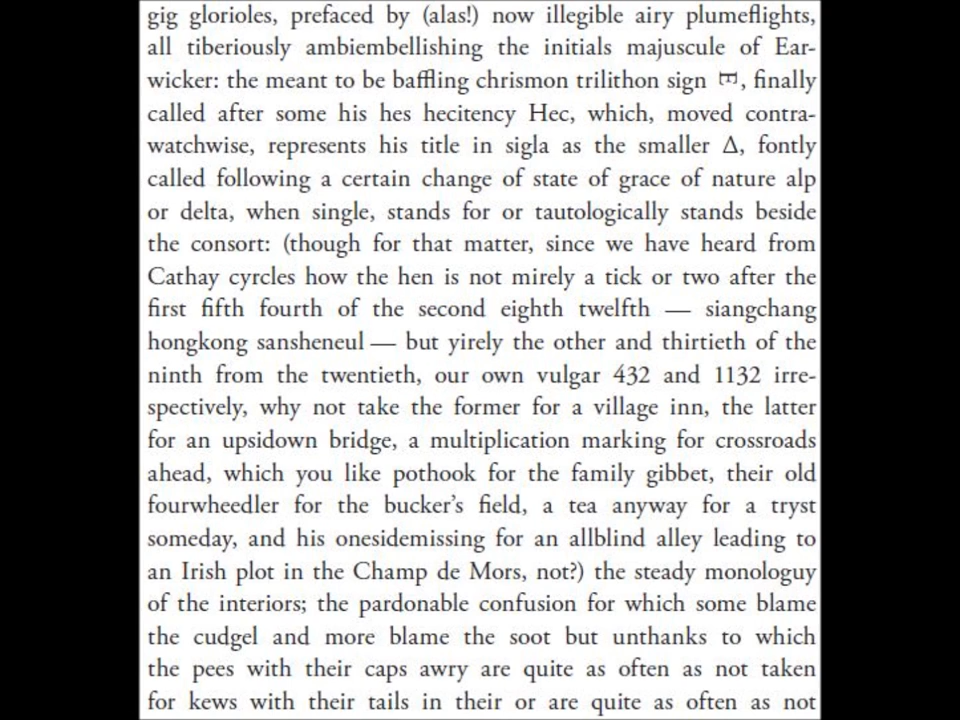 gig glorioles, prefaced by (alas!) now illegible airy plumeflights,
all tiberiously ambiembellishing the initials majuscule of Ear-
wicker: the meant to be baffling chrismon trilithon sign , finally
called after some his hes hecitency Hec, which, moved contra-
watchwise, represents his title in sigla as the smaller Δ, fontly
called following a certain change of state of grace of nature alp
or delta, when single, stands for or tautologically stands beside
the consort: (though for that matter, since we have heard from
Cathay cyrcles how the hen is not mirely a tick or two after the
first fifth fourth of the second eighth twelfth — siangchang
hongkong sansheneul — but yirely the other and thirtieth of the
ninth from the twentieth, our own vulgar 432 and 1132 irre-
spectively, why not take the former for a village inn, the latter
for an upsidown bridge, a multiplication marking for crossroads
ahead, which you like pothook for the family gibbet, their old
fourwheedler for the bucker's field, a tea anyway for a tryst
someday, and his onesidemissing for an allblind alley leading to
an Irish plot in the Champ de Mors, not?) the steady monologuy
of the interiors; the pardonable confusion for which some blame
the cudgel and more blame the soot but unthanks to which
the pees with their caps awry are quite as often as not taken
for kews with their tails in their or are quite as often as not